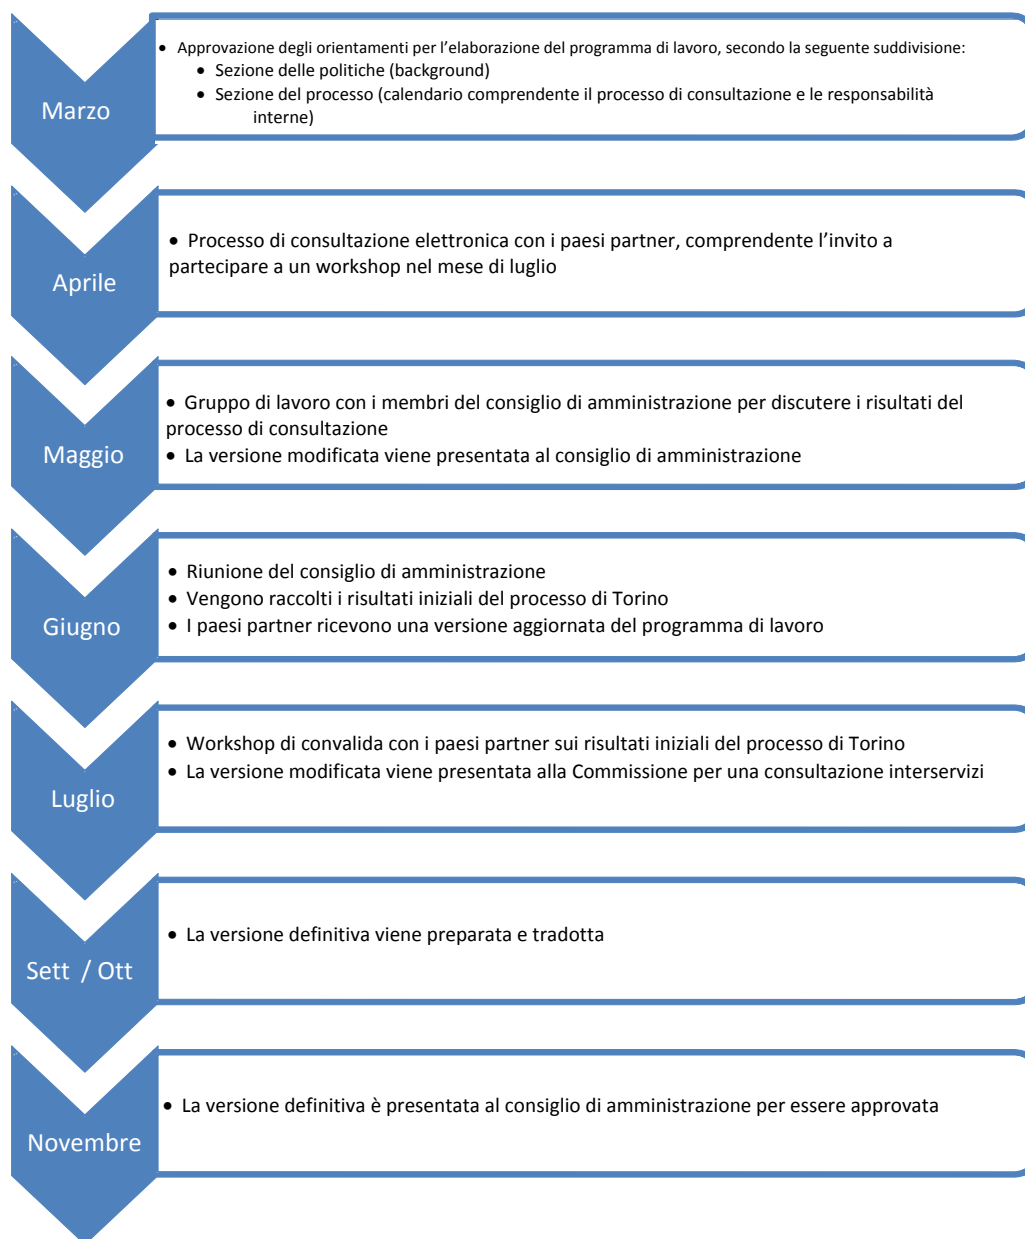 Marzo
• Approvazione degli orientamenti per l’elaborazione del programma di lavoro, secondo la seguente suddivisione:
• Sezione delle politiche (background)
• Sezione del processo (calendario comprendente il processo di consultazione e le responsabilità
interne)
Aprile
• Processo di consultazione elettronica con i paesi partner, comprendente l’invito a
partecipare a un workshop nel mese di luglio
Maggio
• Gruppo di lavoro con i membri del consiglio di amministrazione per discutere i risultati del
processo di consultazione
• La versione modificata viene presentata al consiglio di amministrazione
Giugno
• Riunione del consiglio di amministrazione
• Vengono raccolti i risultati iniziali del processo di Torino
• I paesi partner ricevono una versione aggiornata del programma di lavoro
Luglio
• Workshop di convalida con i paesi partner sui risultati iniziali del processo di Torino
• La versione modificata viene presentata alla Commissione per una consultazione interservizi
Sett / Ott
• La versione definitiva viene preparata e tradotta
Novembre
• La versione definitiva è presentata al consiglio di amministrazione per essere approvata